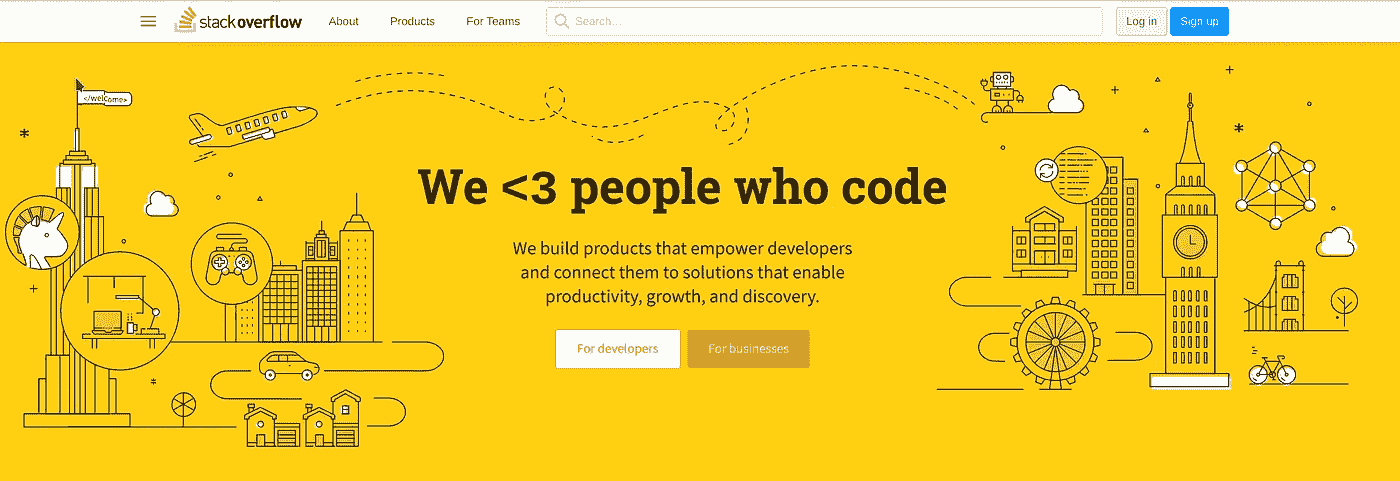 stackoverflow About Products For Teams Search... Log in Sign up
</welcome>
We <3 people who code
We build products that empower developers
and connect them to solutions that enable
productivity, growth, and discovery.
For developers For businesses